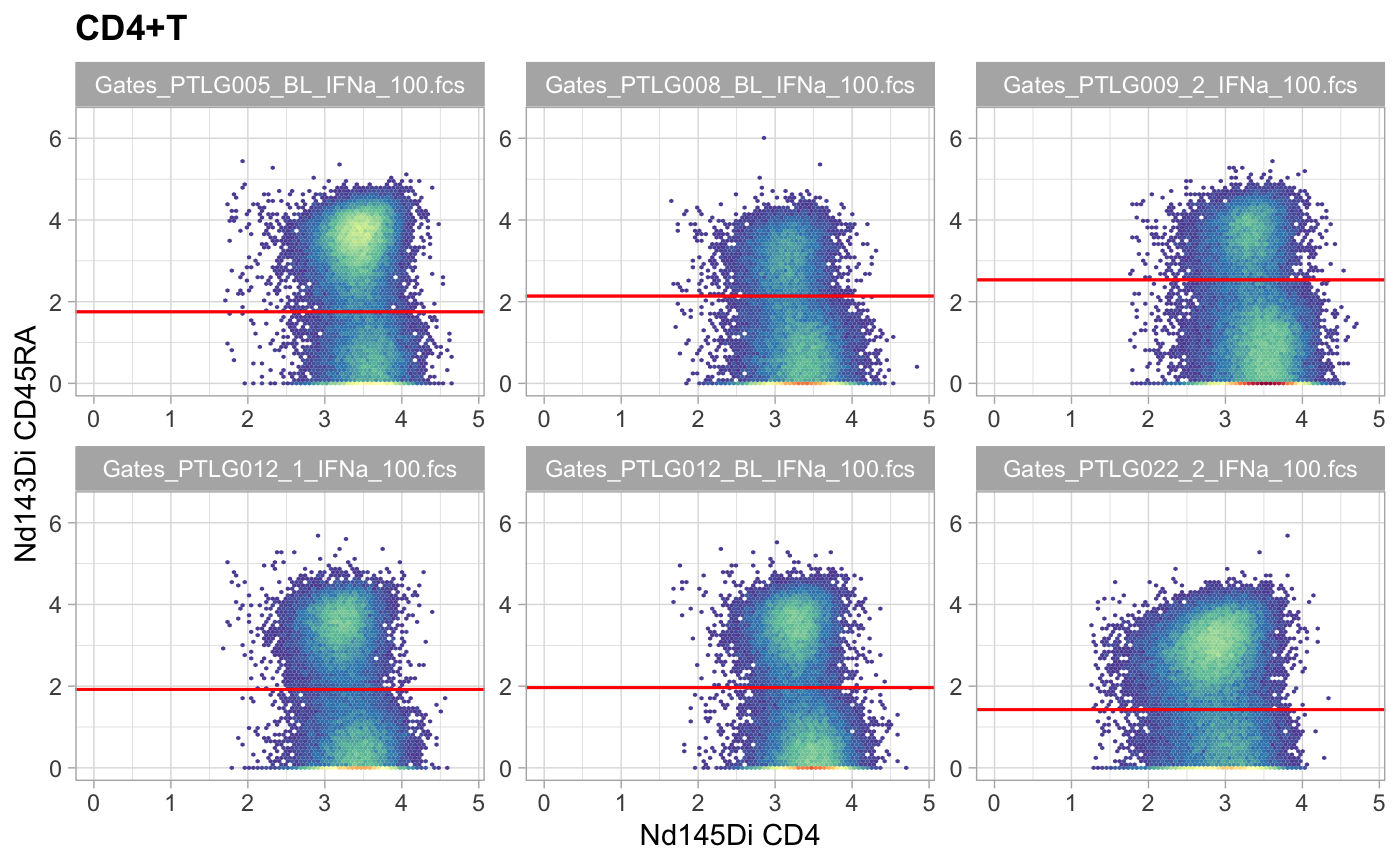 CD4+T
Gates_PTLG005_BL_IFNa_100.fcs Gates_PTLG008_BL_IFNa_100.fcs Gates_PTLG009_2_IFNa_100.fcs
6 6 6
4 4 4
2 2 2
0 0 0
0 1 2 3 4 5 0 1 2 3 4 5 0 1 2 3 4 5
Nd143Di CD45RA
Gates_PTLG012_1_IFNa_100.fcs Gates_PTLG012_BL_IFNa_100.fcs Gates_PTLG022_2_IFNa_100.fcs
6 6 6
4 4 4
2 2 2
0 0 0
0 1 2 3 4 5 0 1 2 3 4 5 0 1 2 3 4 5
Nd145Di CD4